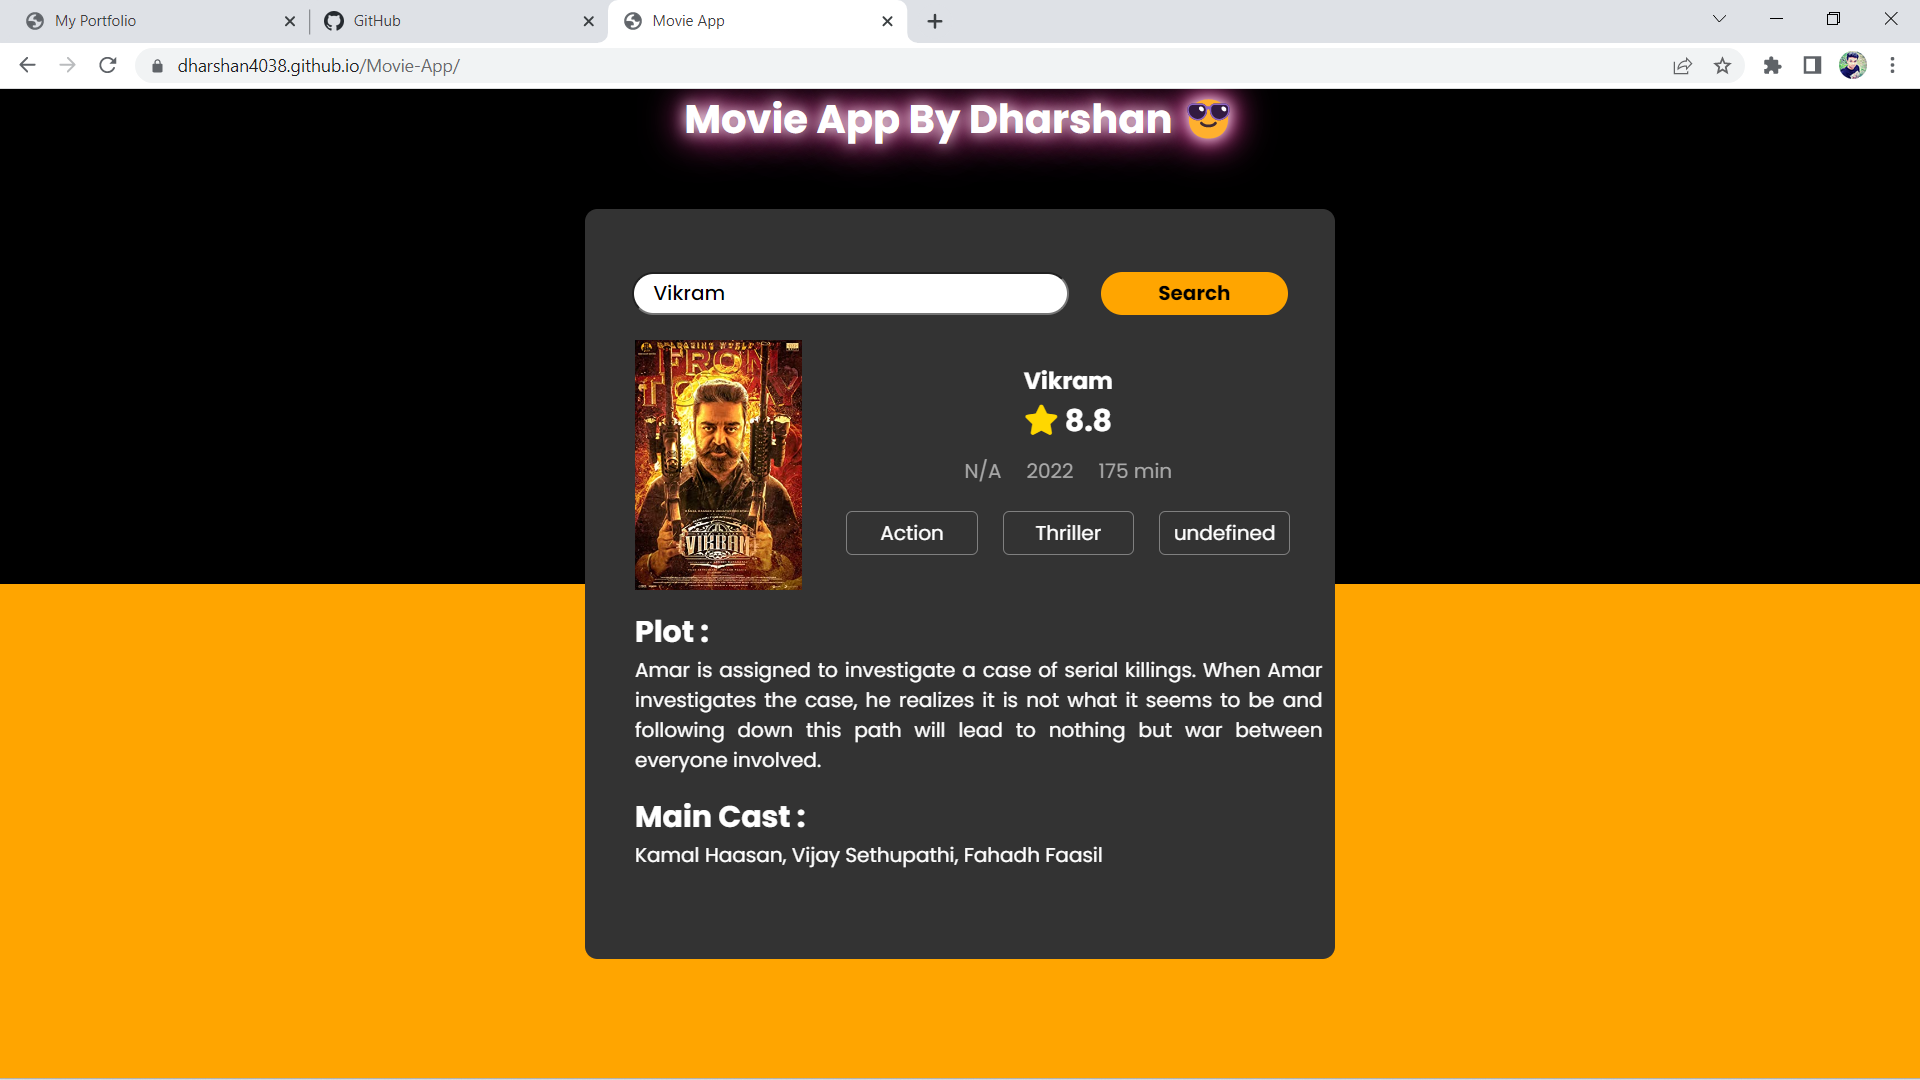 My Portfolio
GitHub
Movie App
dharshan4038.github.io/Movie-App/
Movie App By Dharshan 😎
Vikram
Search
FROM
VIKRAM
Vikram
8.8
N/A 2022 175 min
Action Thriller undefined
Plot :
Amar is assigned to investigate a case of serial killings. When Amar
investigates the case, he realizes it is not what it seems to be and
following down this path will lead to nothing but war between
everyone involved.
Main Cast :
Kamal Haasan, Vijay Sethupathi, Fahadh Faasil